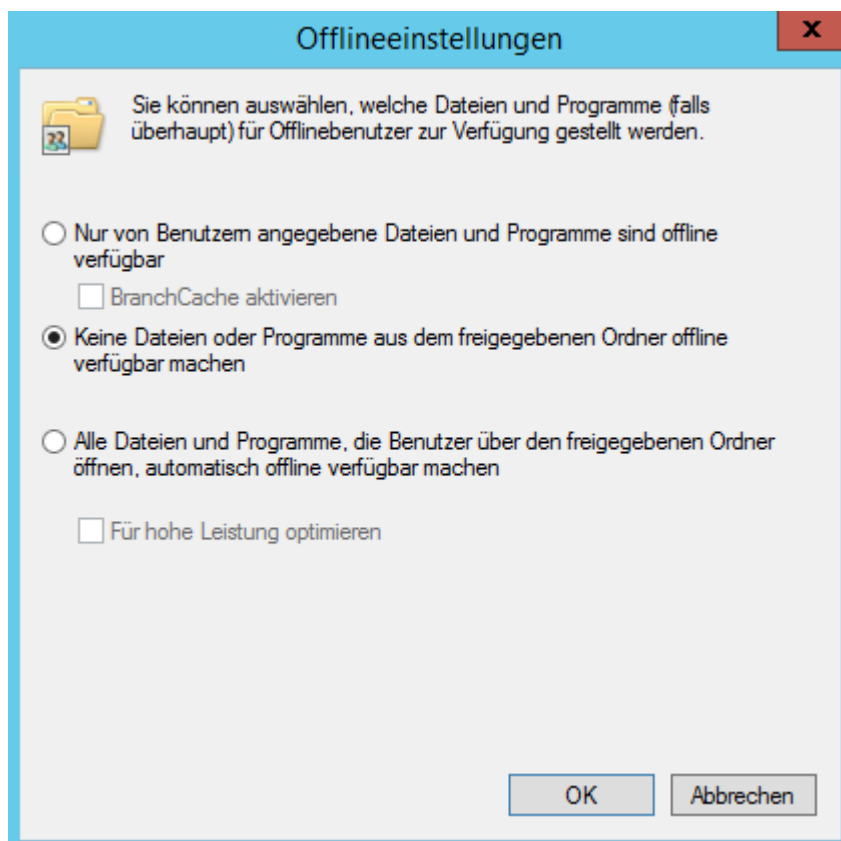 Offlineeinstellungen
x
Sie können auswählen, welche Dateien und Programme (falls
überhaupt) für Offlinebenutzer zur Verfügung gestellt werden.
Nur von Benutzern angegebene Dateien und Programme sind offline
verfügbar
BranchCache aktivieren
Keine Dateien oder Programme aus dem freigegebenen Ordner offline
verfügbar machen
Alle Dateien und Programme, die Benutzer über den freigegebenen Ordner
öffnen, automatisch offline verfügbar machen
Für hohe Leistung optimieren
OK
Abbrechen